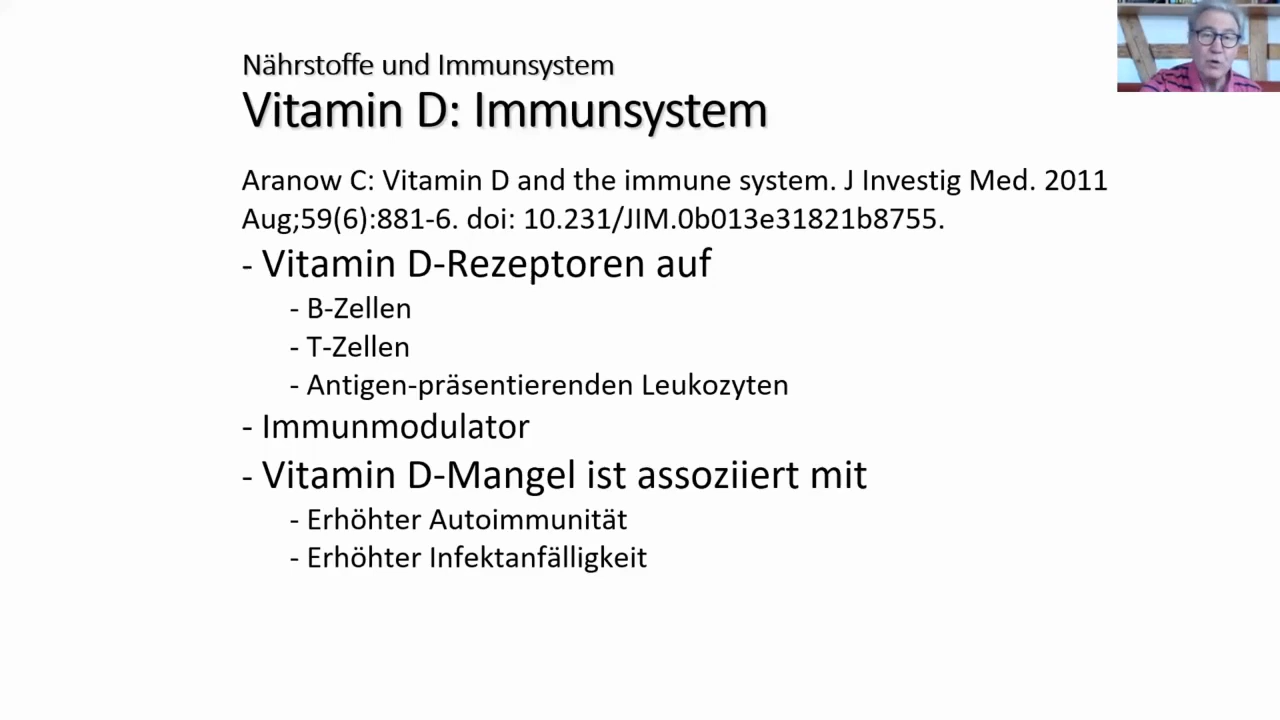 Nährstoffe und Immunsystem
Vitamin D: Immunsystem
Aranow C: Vitamin D and the immune system. J Investig Med. 2011
Aug;59(6):881-6. doi: 10.231/JIM.0b013e31821b8755.
- Vitamin D-Rezeptoren auf
- B-Zellen
- T-Zellen
- Antigen-präsentierenden Leukozyten
- Immunmodulator
- Vitamin D-Mangel ist assoziiert mit
- Erhöhter Autoimmunität
- Erhöhter Infektanfälligkeit